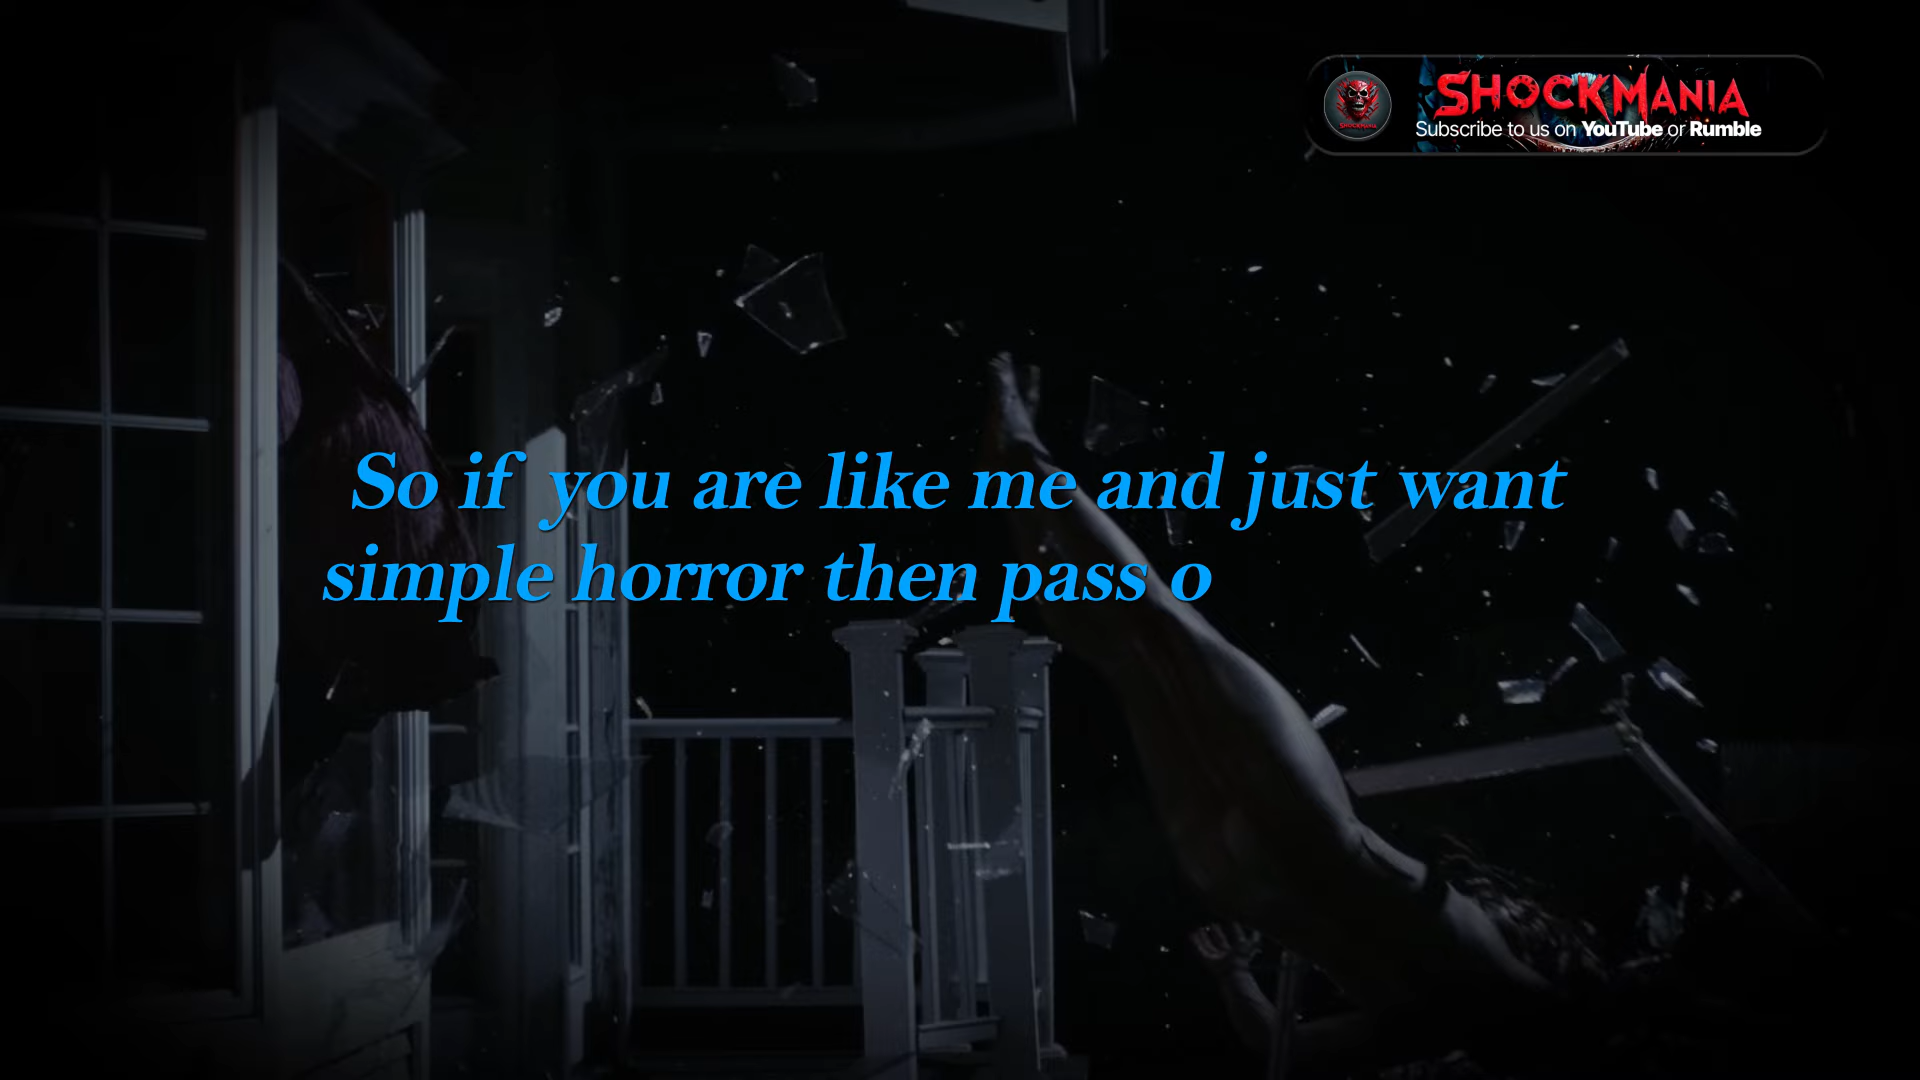 SHOCKMANIA
Subscribe to us on YouTube or Rumble
So if you are like me and just want
simple horror then pass o